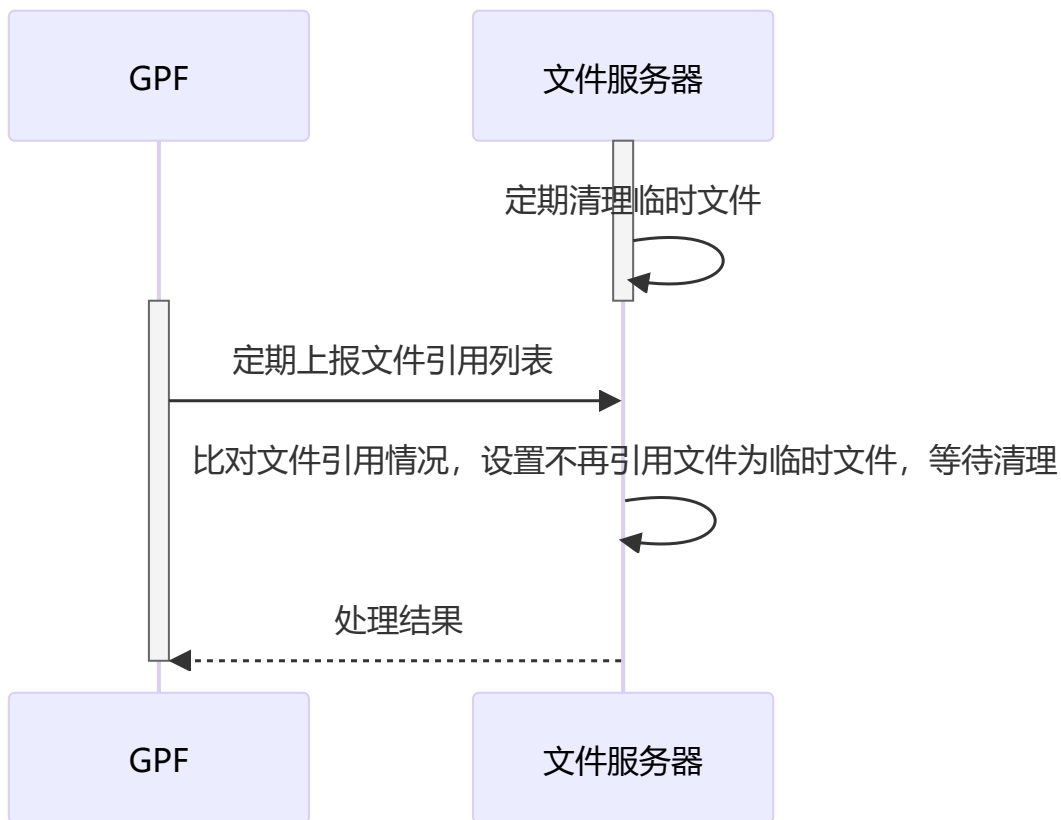 GPF
文件服务器
定期清理临时文件
定期上报文件引用列表
比对文件引用情况，设置不再引用文件为临时文件，等待清理
处理结果
GPF
文件服务器